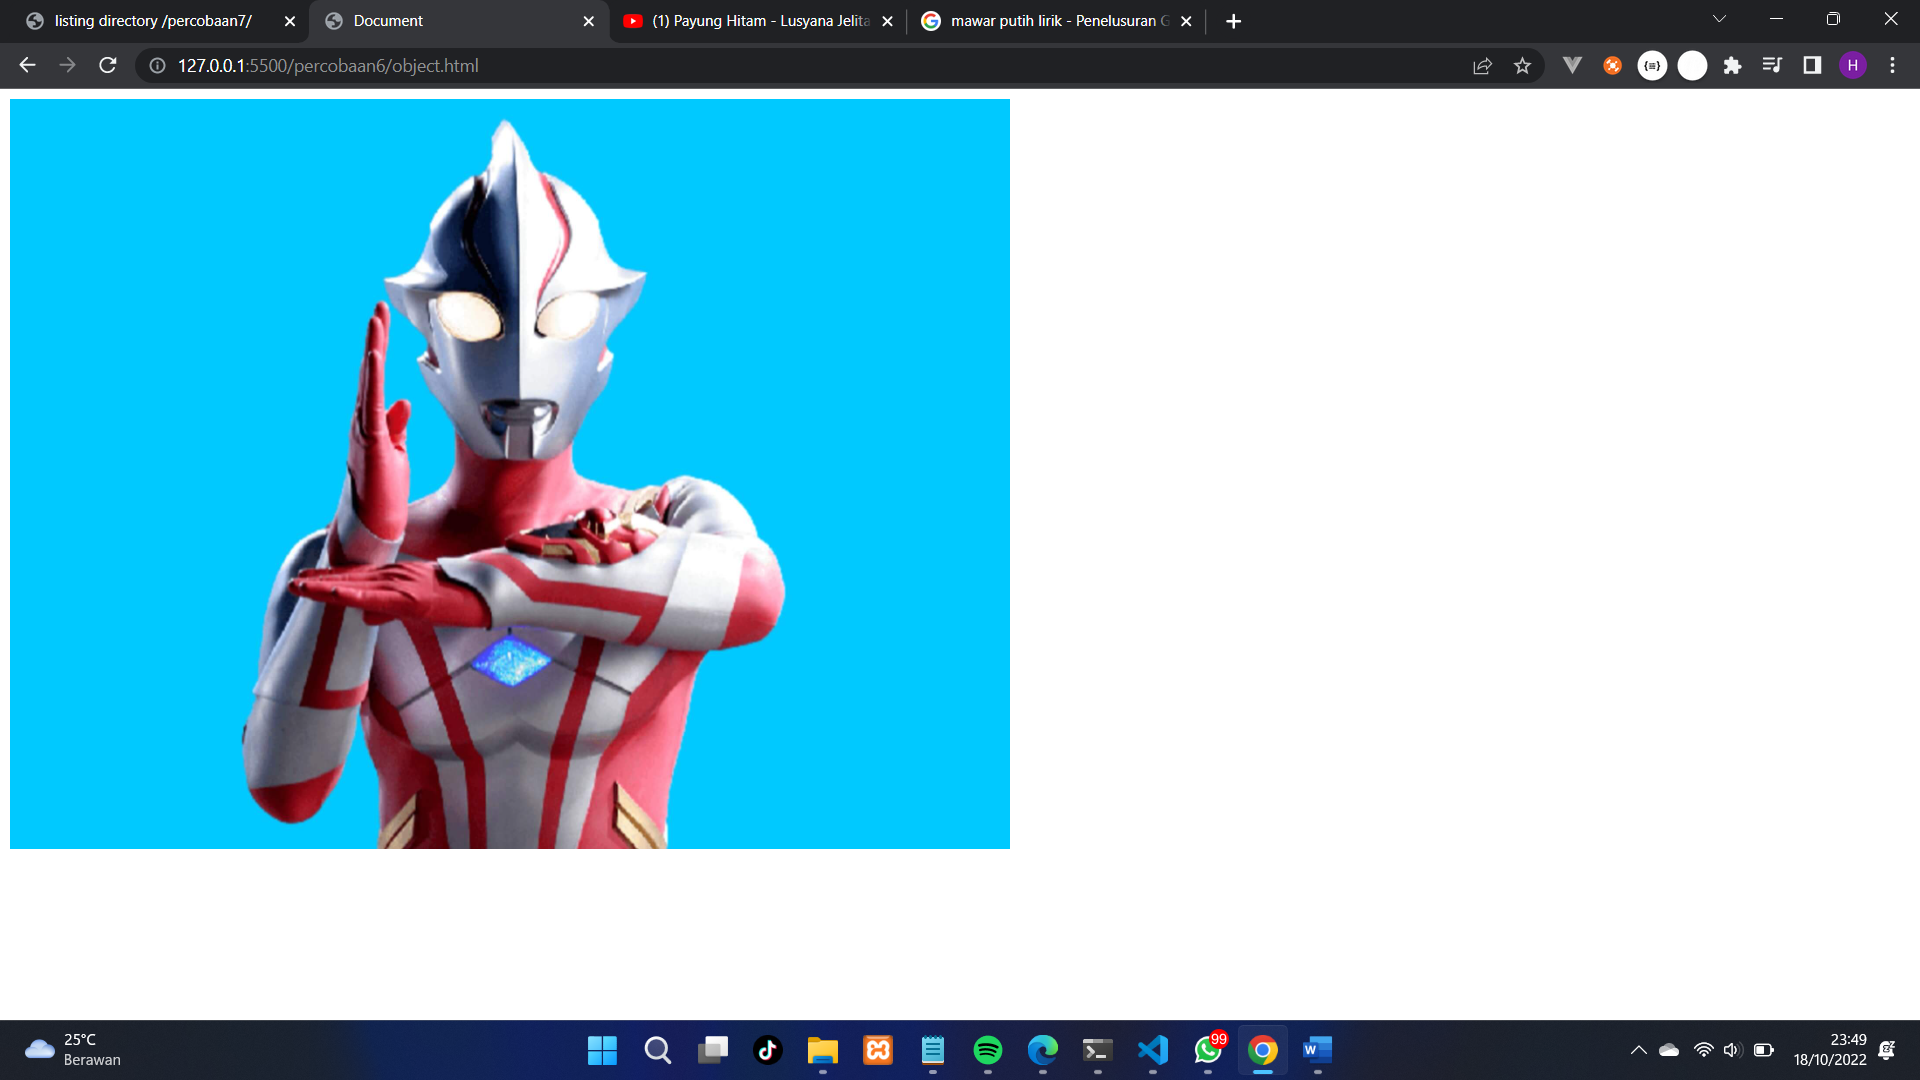 listing directory /percobaan7/
Document
(1) Payung Hitam - Lusyana Jelita
mawar putih lirik - Penelusuran G
127.0.0.1:5500/percobaan6/object.html
H
25°C
Berawan
99
23:49
18/10/2022